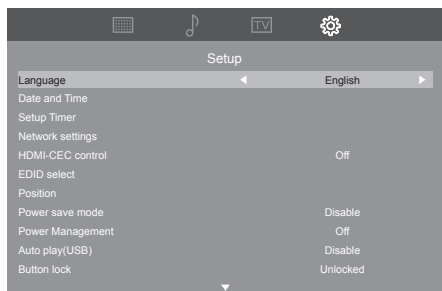 TV
Setup
Language English
Date and Time
Setup Timer
Network settings
HDMI-CEC control Off
EDID select
Position
Power save mode Disable
Power Management Off
Auto play(USB) Disable
Button lock Unlocked